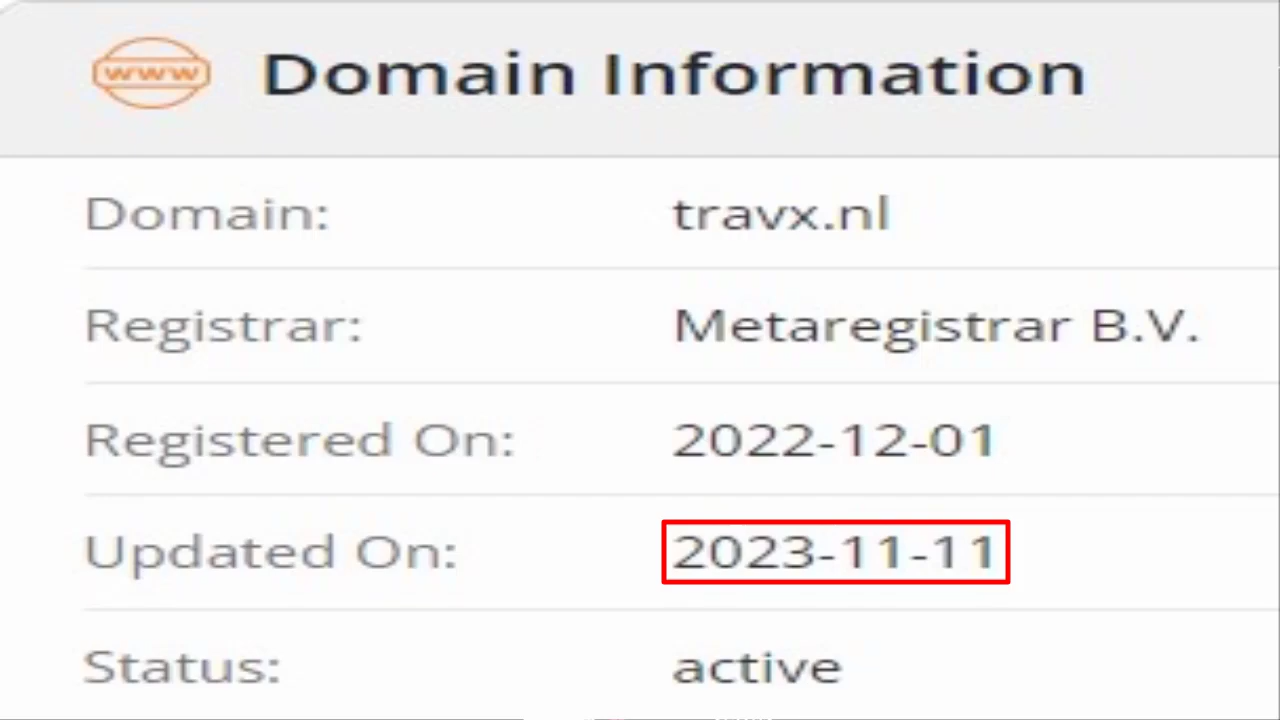 www
Domain Information
Domain: travx.nl
Registrar: Metaregistrar B.V.
Registered On: 2022-12-01
Updated On: 2023-11-11
Status: active